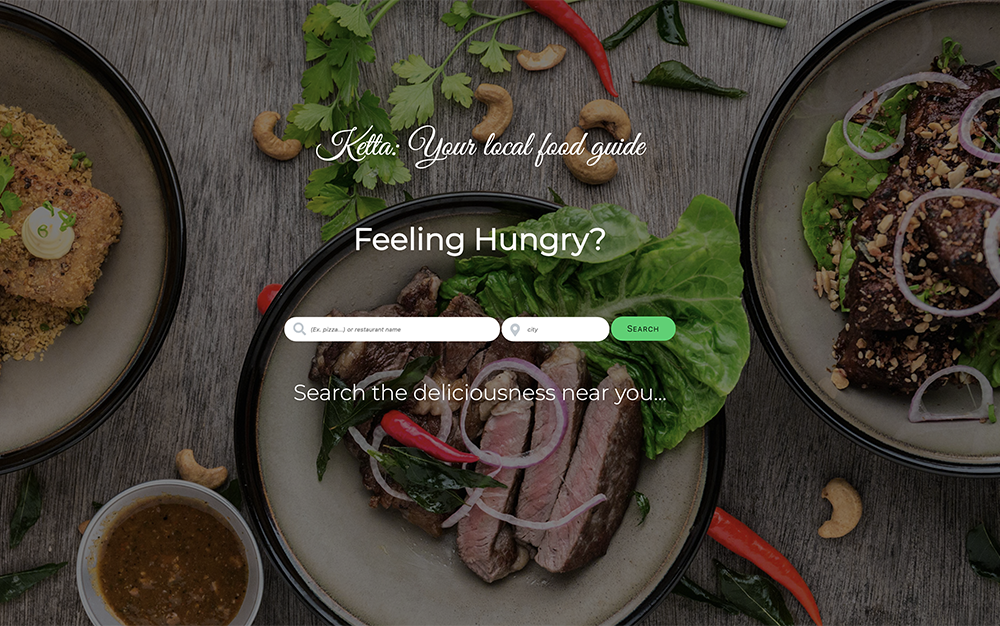 Ketta: Your local food guide
Feeling Hungry?
(Ex. pizza...) or restaurant name
city
Search
Search the deliciousness near you...